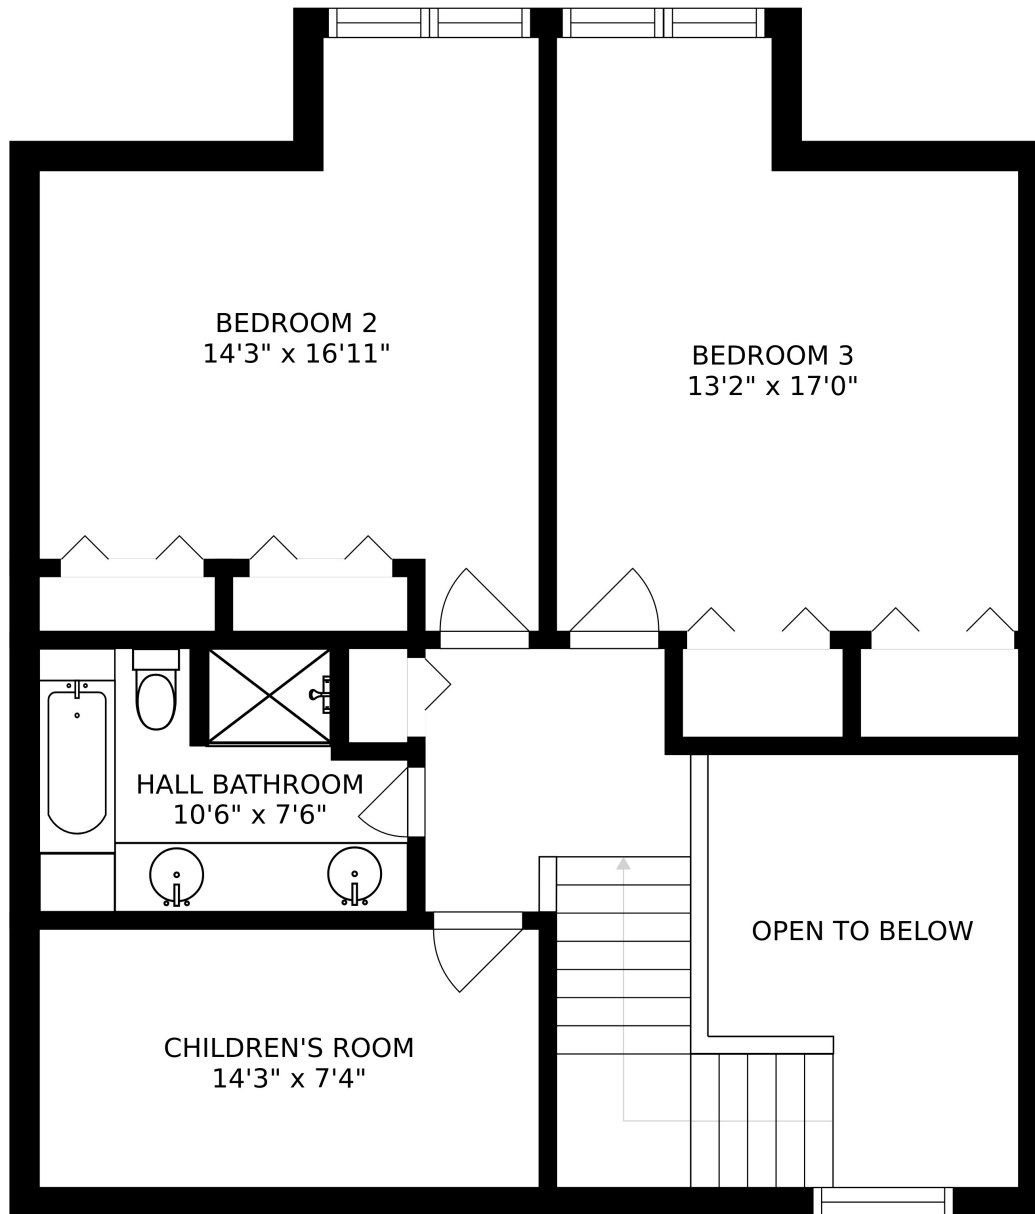 BEDROOM 2
14'3" x 16'11"
BEDROOM 3
13'2" x 17'0"
HALL BATHROOM
10'6" x 7'6"
OPEN TO BELOW
CHILDREN'S ROOM
14'3" x 7'4"